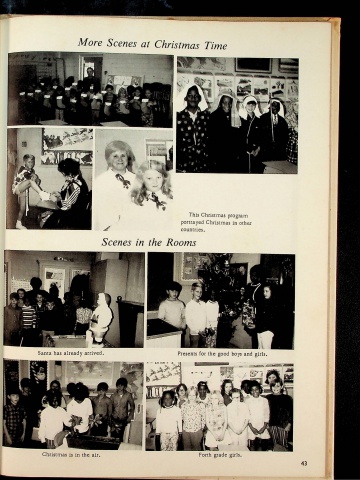 More Scenes at Christmas Time
This Christmas program
portrayed Christmas in other
countries.
Scenes in the Rooms
Santa has already arrived.
Presents for the good boys and girls.
Christmas is in the air.
Forth grade girls.
43